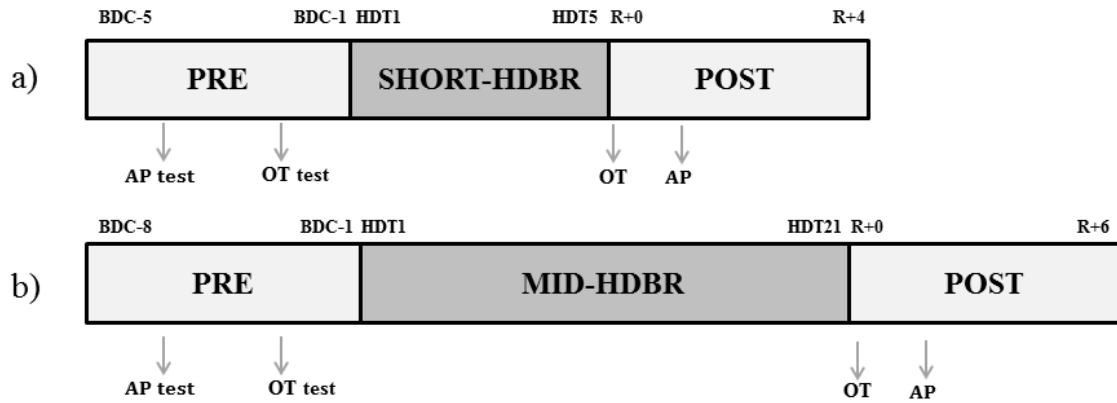 BDC-5 BDC-1 HDT1 HDT5 R+0 R+4
a) PRE SHORT-HDBR POST
AP test OT test OT AP
BDC-8 BDC-1 HDT1 HDT21 R+0 R+6
b) PRE MID-HDBR POST
AP test OT test OT AP